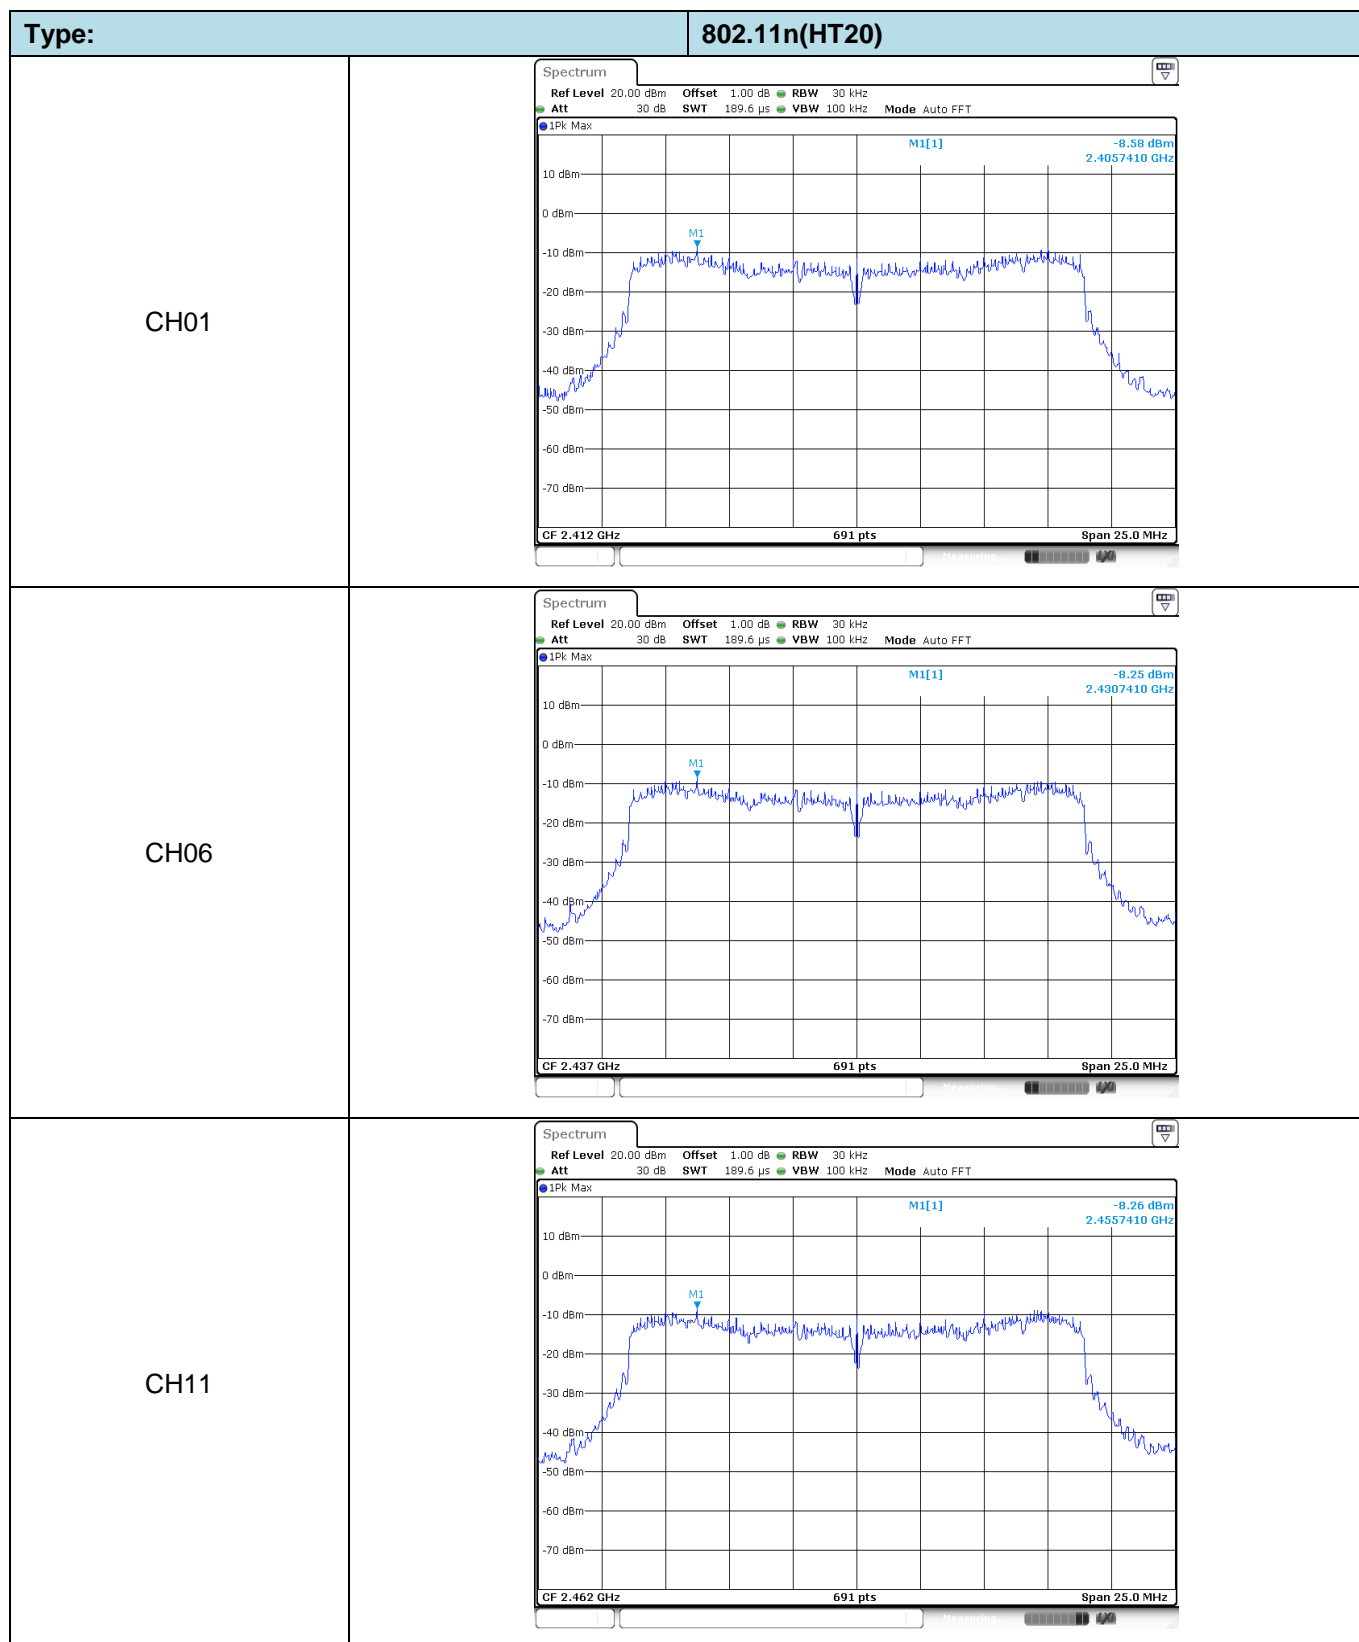 Type: 802.11n(HT20)
CH01
Spectrum
Ref Level 20.00 dBm Offset 1.00 dB RBW 30 kHz
Att 30 dB SWT 189.6 µs VBW 100 kHz Mode Auto FFT
1Pk Max
M1[1] -8.58 dBm
2.4057410 GHz
10 dBm
0 dBm
M1
-10 dBm
-20 dBm
-30 dBm
-40 dBm
-50 dBm
-60 dBm
-70 dBm
CF 2.412 GHz 691 pts Span 25.0 MHz
Measuring...
CH06
Spectrum
Ref Level 20.00 dBm Offset 1.00 dB RBW 30 kHz
Att 30 dB SWT 189.6 µs VBW 100 kHz Mode Auto FFT
1Pk Max
M1[1] -8.25 dBm
2.4307410 GHz
10 dBm
0 dBm
M1
-10 dBm
-20 dBm
-30 dBm
-40 dBm
-50 dBm
-60 dBm
-70 dBm
CF 2.437 GHz 691 pts Span 25.0 MHz
Measuring...
CH11
Spectrum
Ref Level 20.00 dBm Offset 1.00 dB RBW 30 kHz
Att 30 dB SWT 189.6 µs VBW 100 kHz Mode Auto FFT
1Pk Max
M1[1] -8.26 dBm
2.4557410 GHz
10 dBm
0 dBm
M1
-10 dBm
-20 dBm
-30 dBm
-40 dBm
-50 dBm
-60 dBm
-70 dBm
CF 2.462 GHz 691 pts Span 25.0 MHz
Measuring...